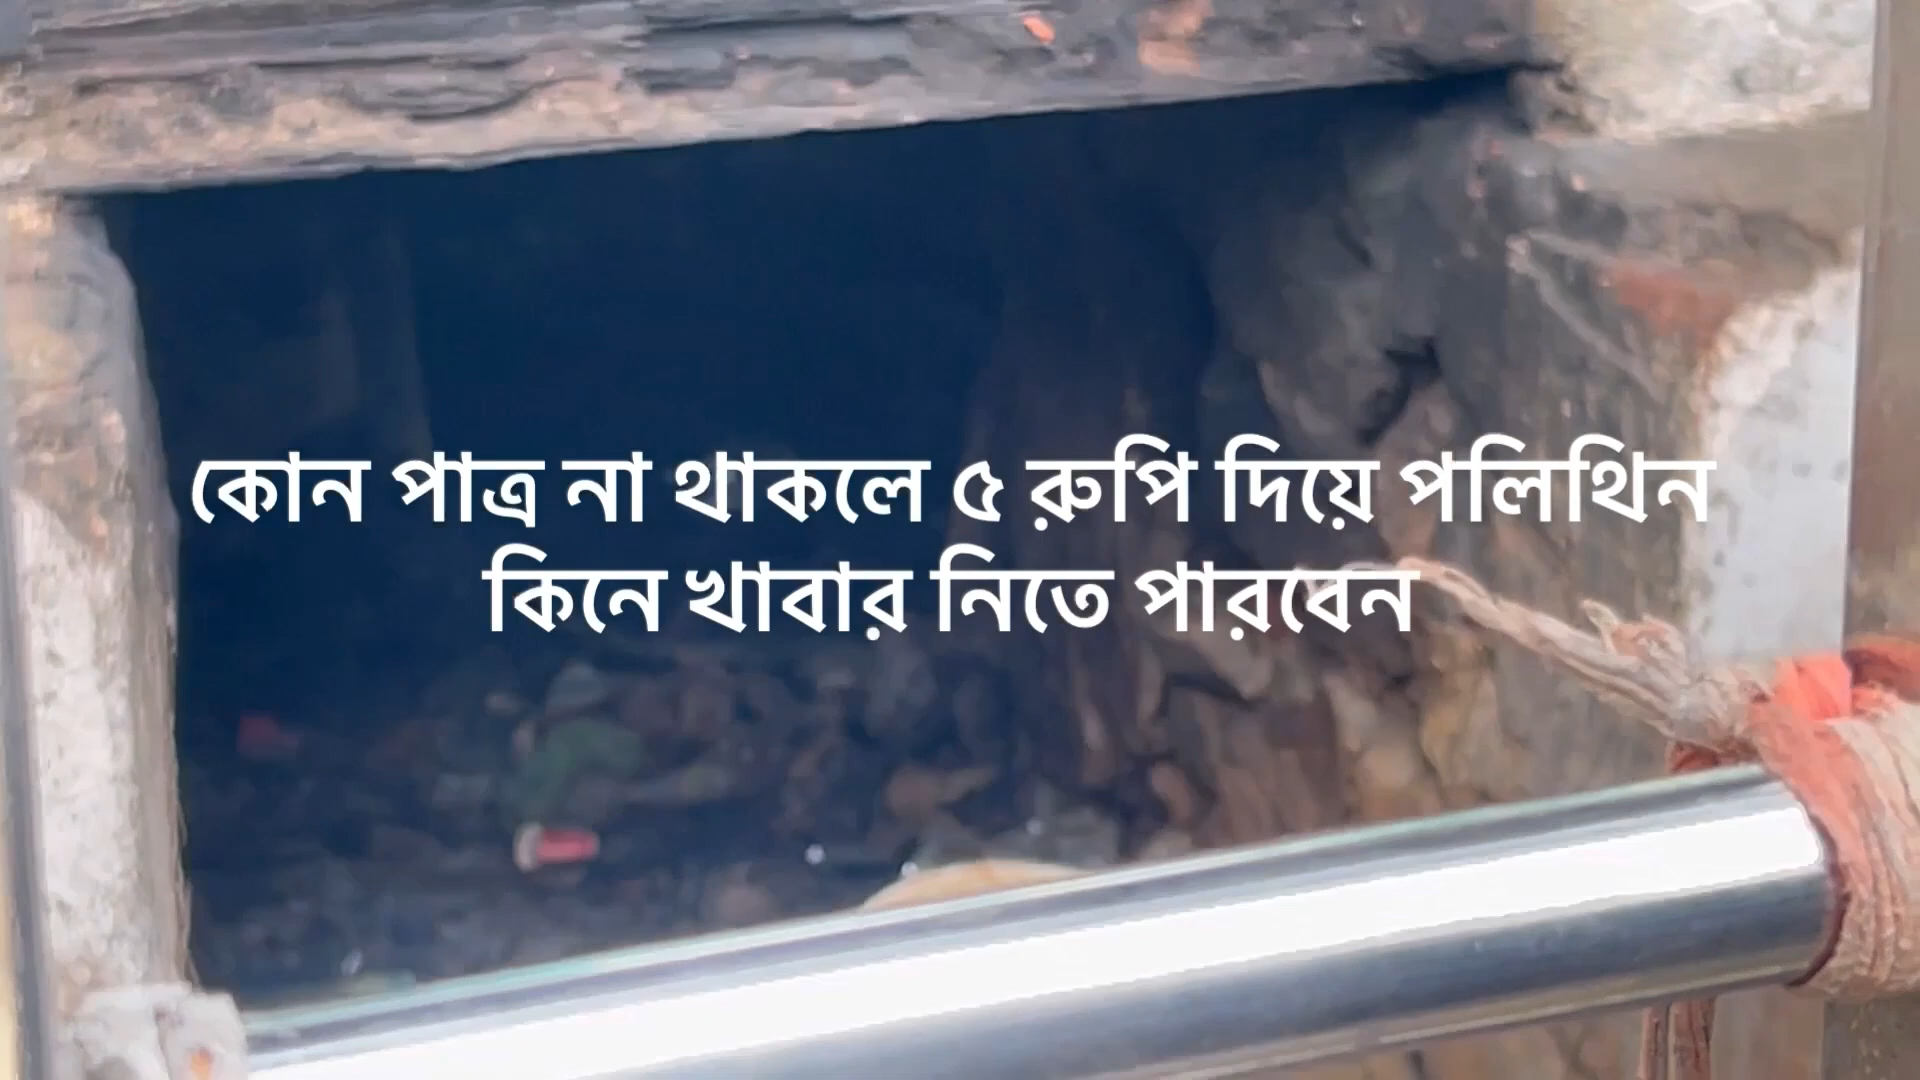 কোন পাত্র না থাকলে ৫ রুপি দিয়ে পলিথিন
কিনে খাবার নিতে পারবেন